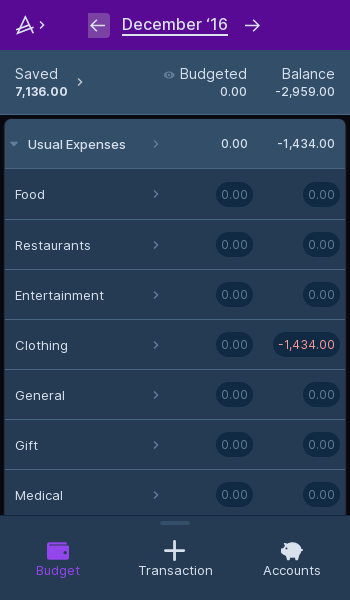 December ‘16
Saved Budgeted Balance
7,136.00 0.00 -2,959.00
Usual Expenses 0.00 -1,434.00
Food 0.00 0.00
Restaurants 0.00 0.00
Entertainment 0.00 0.00
Clothing 0.00 -1,434.00
General 0.00 0.00
Gift 0.00 0.00
Medical 0.00 0.00
Budget Transaction Accounts